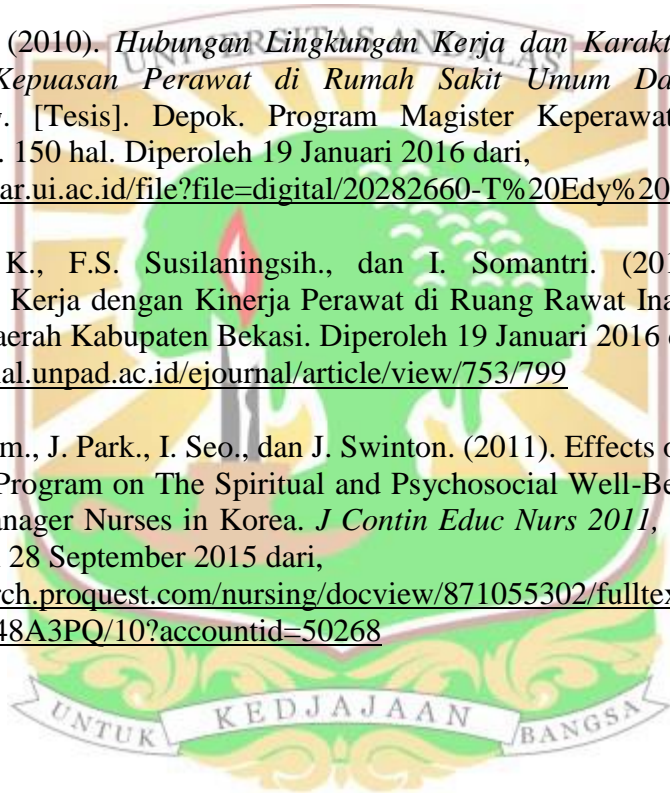 UNIVERSITAS ANDALAS
(2010). Hubungan Lingkungan Kerja dan Karakt
Kepuasan Perawat di Rumah Sakit Umum Da
. [Tesis]. Depok. Program Magister Keperawat
. 150 hal. Diperoleh 19 Januari 2016 dari,
ar.ui.ac.id/file?file=digital/20282660-T%20Edy%20
K., F.S. Susilaningsih., dan I. Somantri. (201
Kerja dengan Kinerja Perawat di Ruang Rawat Ina
aerah Kabupaten Bekasi. Diperoleh 19 Januari 2016
al.unpad.ac.id/ejournal/article/view/753/799
m., J. Park., I. Seo., dan J. Swinton. (2011). Effects o
Program on The Spiritual and Psychosocial Well-Be
anager Nurses in Korea. J Contin Educ Nurs 2011,
28 September 2015 dari,
rch.proquest.com/nursing/docview/871055302/fulltex
48A3PQ/10?accountid=50268
UNTUK KEDJAJAAN BANGSA